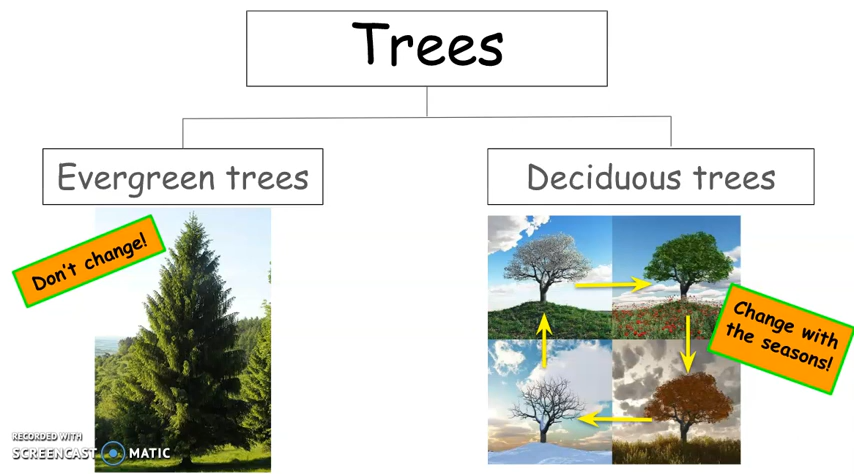 Trees
Evergreen trees
Deciduous trees
Don't change!
Change with
the seasons!
RECORDED WITH
SCREENCAST MATIC